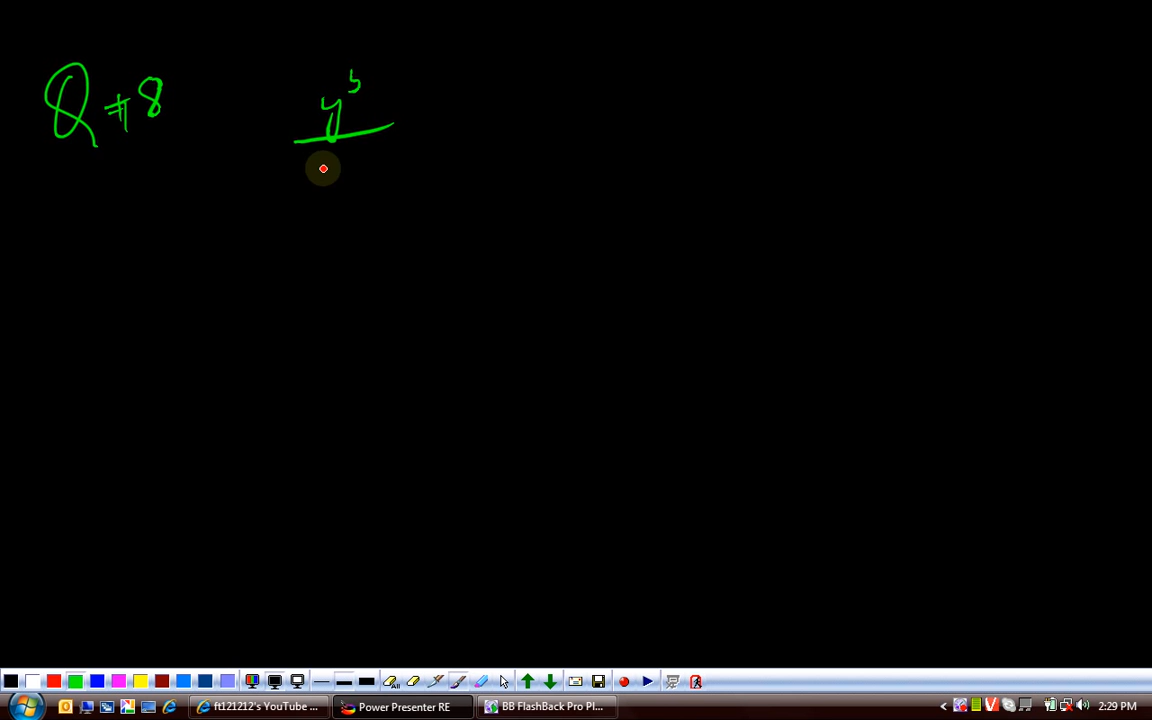 Q #8
y⁵
ft121212's YouTube ...
Power Presenter RE
BB FlashBack Pro Pl...
2:29 PM